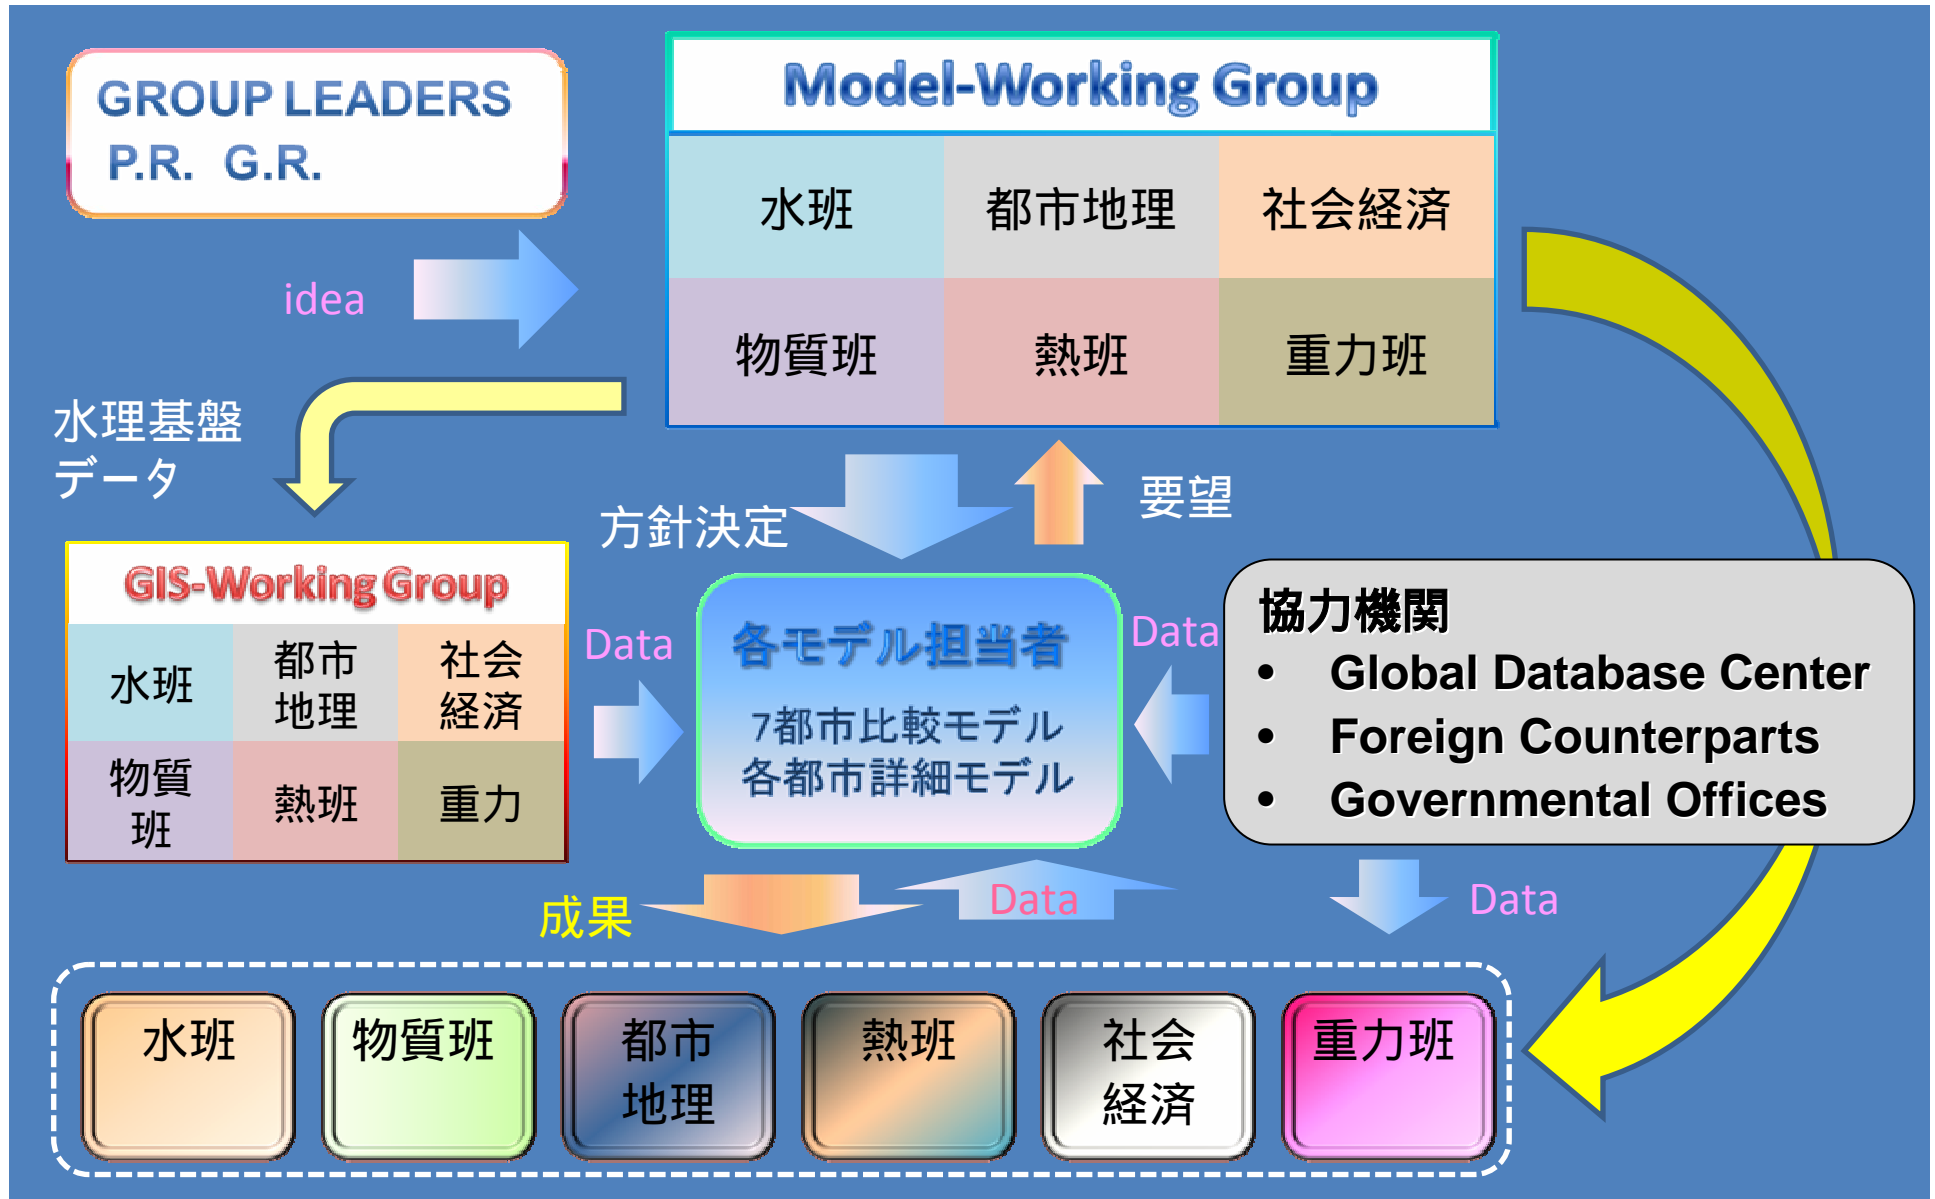 GROUP LEADERS
P.R. G.R.
Model-Working Group
水班 都市地理 社会経済
物質班 熱班 重力班
idea
水理基盤
データ
方針決定
要望
GIS-Working Group
水班
都市
地理
社会
経済
物質
班
熱班
重力
Data
各モデル担当者
7都市比較モデル
各都市詳細モデル
Data
協力機関
• Global Database Center
• Foreign Counterparts
• Governmental Offices
成果
Data
Data
水班
物質班
都市
地理
熱班
社会
経済
重力班